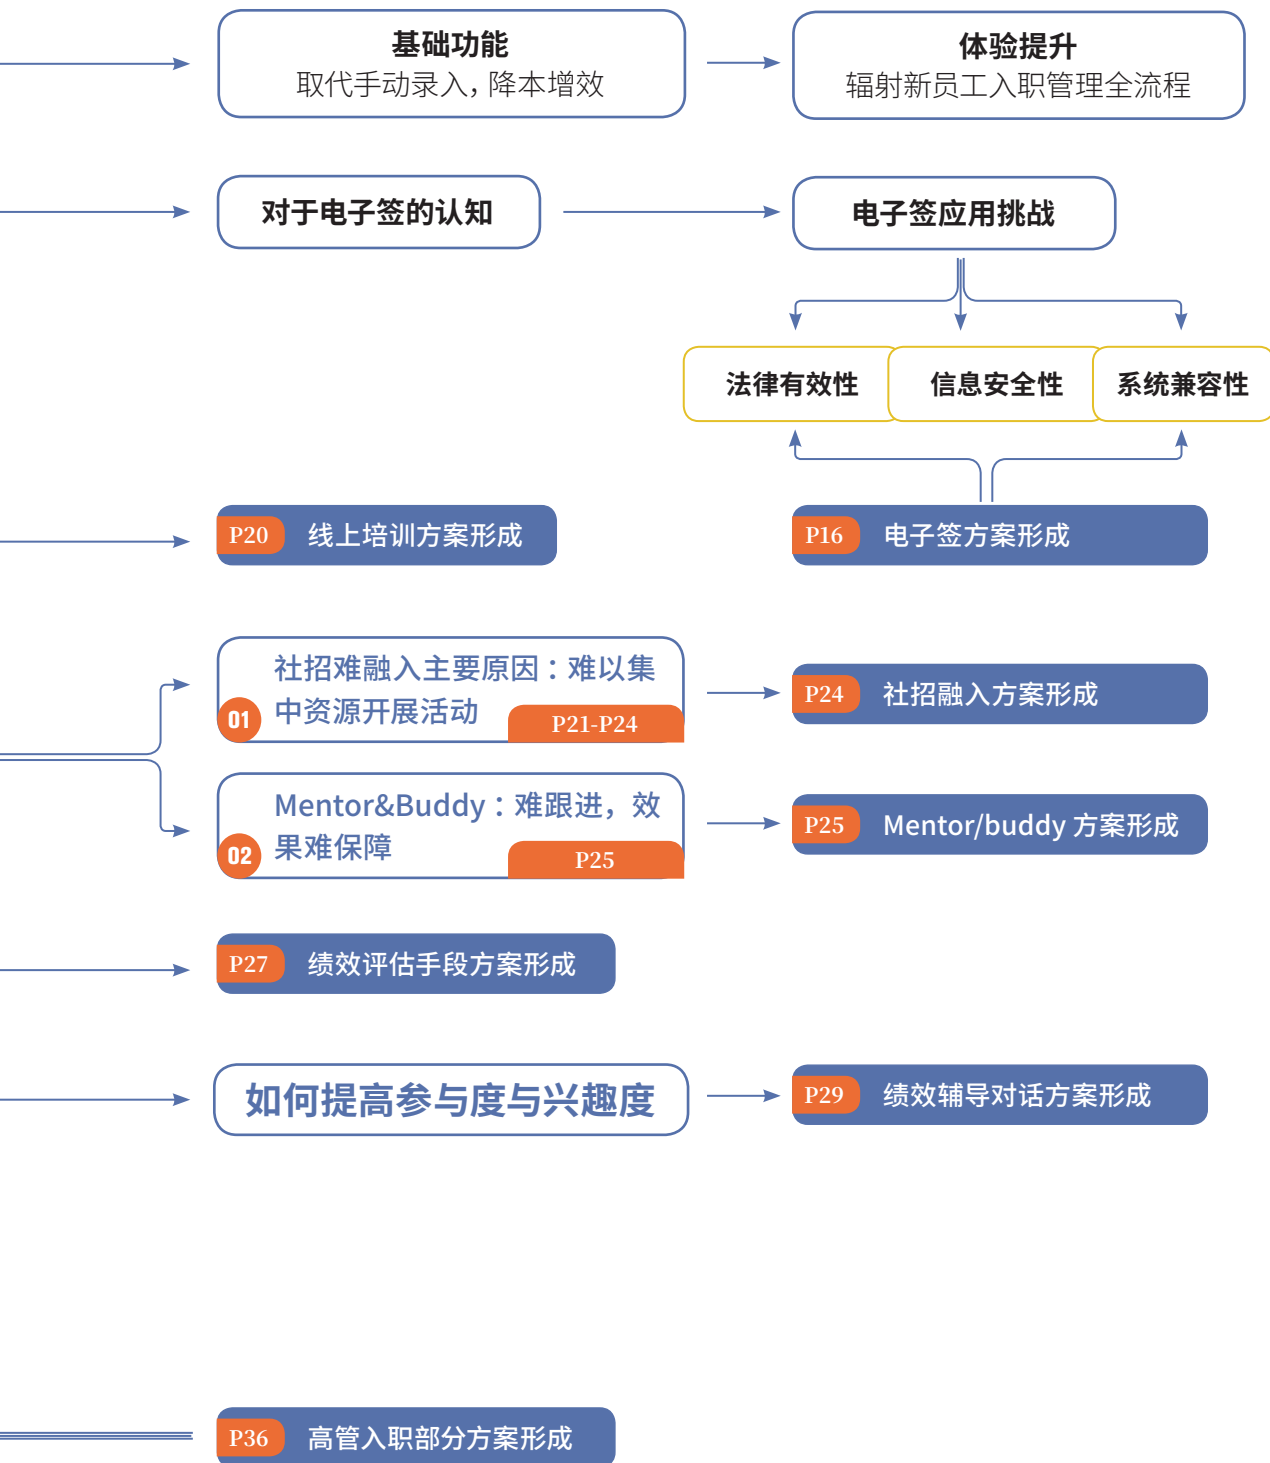 基础功能
取代手动录入，降本增效
体验提升
辐射新员工入职管理全流程
对于电子签的认知
电子签应用挑战
法律有效性
信息安全性
系统兼容性
P20 线上培训方案形成
P16 电子签方案形成
社招难融入主要原因：难以集
中资源开展活动
01
P21-P24
P24 社招融入方案形成
Mentor&Buddy：难跟进，效
果难保障
02
P25
P25 Mentor/buddy 方案形成
P27 绩效评估手段方案形成
如何提高参与度与兴趣度
P29 绩效辅导对话方案形成
P36 高管入职部分方案形成